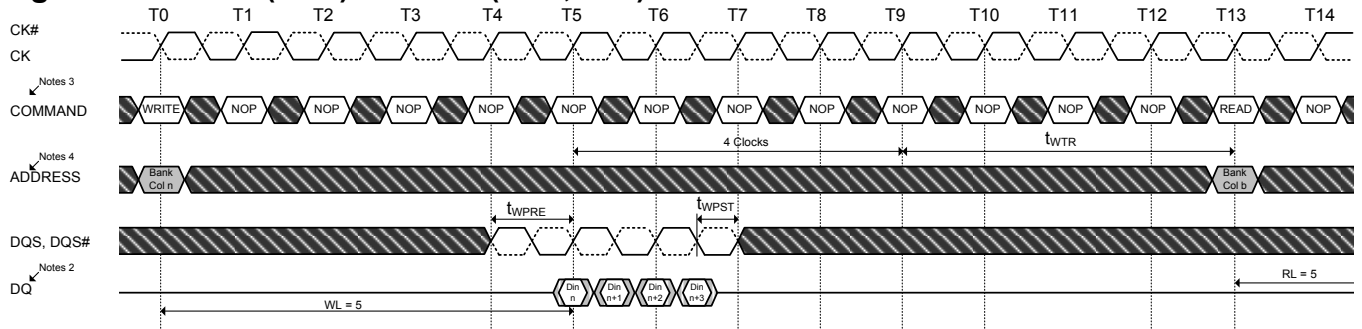 T0 T1 T2 T3 T4 T5 T6 T7 T8 T9 T10 T11 T12 T13 T14
CK#
CK
Notes 3
COMMAND WRITE NOP NOP NOP NOP NOP NOP NOP NOP NOP NOP NOP NOP READ NOP
4 Clocks tWTR
Notes 4
ADDRESS
Bank
Col n
Bank
Col b
tWPRE tWPST
DQS, DQS#
Notes 2
DQ
Din
n
Din
n+1
Din
n+2
Din
n+3
RL = 5
WL = 5